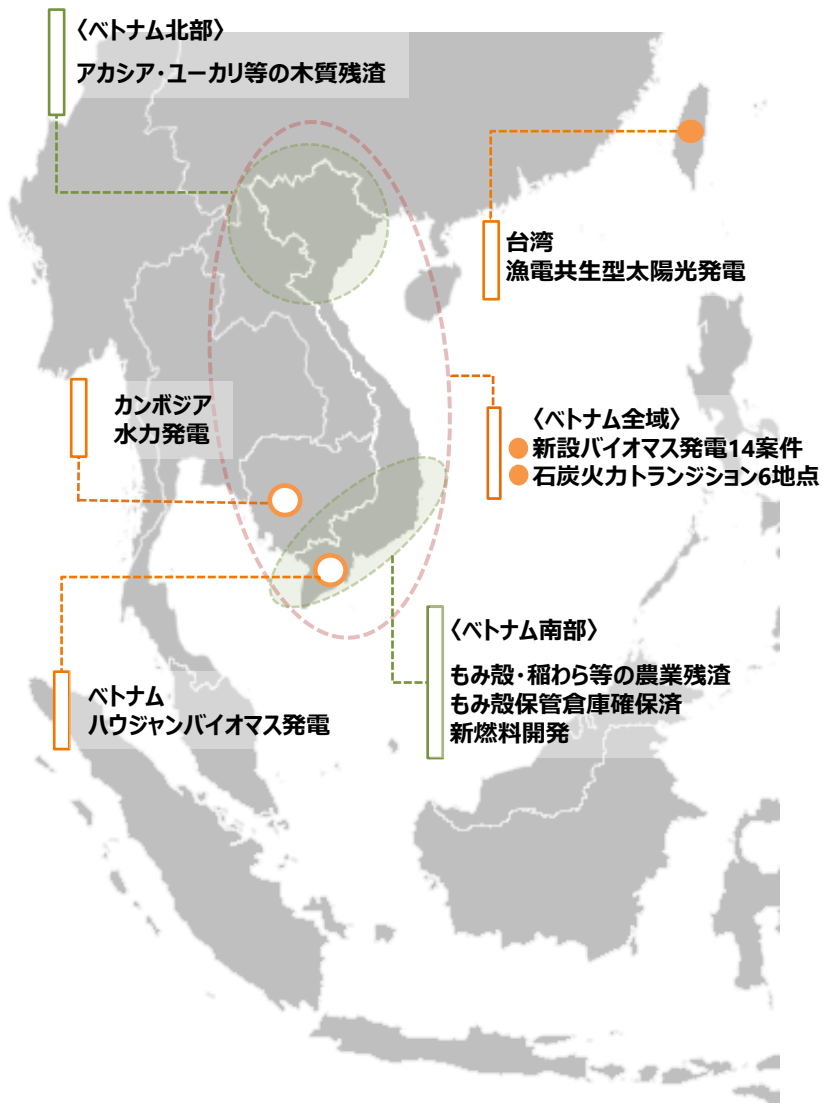 〈ベトナム北部〉
アカシア・ユーカリ等の木質残渣
台湾
漁電共生型太陽光発電
カンボジア
水力発電
〈ベトナム全域〉
新設バイオマス発電14案件
石炭火力トランジション6地点
〈ベトナム南部〉
もみ殻・稲わら等の農業残渣
もみ殻保管倉庫確保済
新燃料開発
ベトナム
ハウジャンバイオマス発電